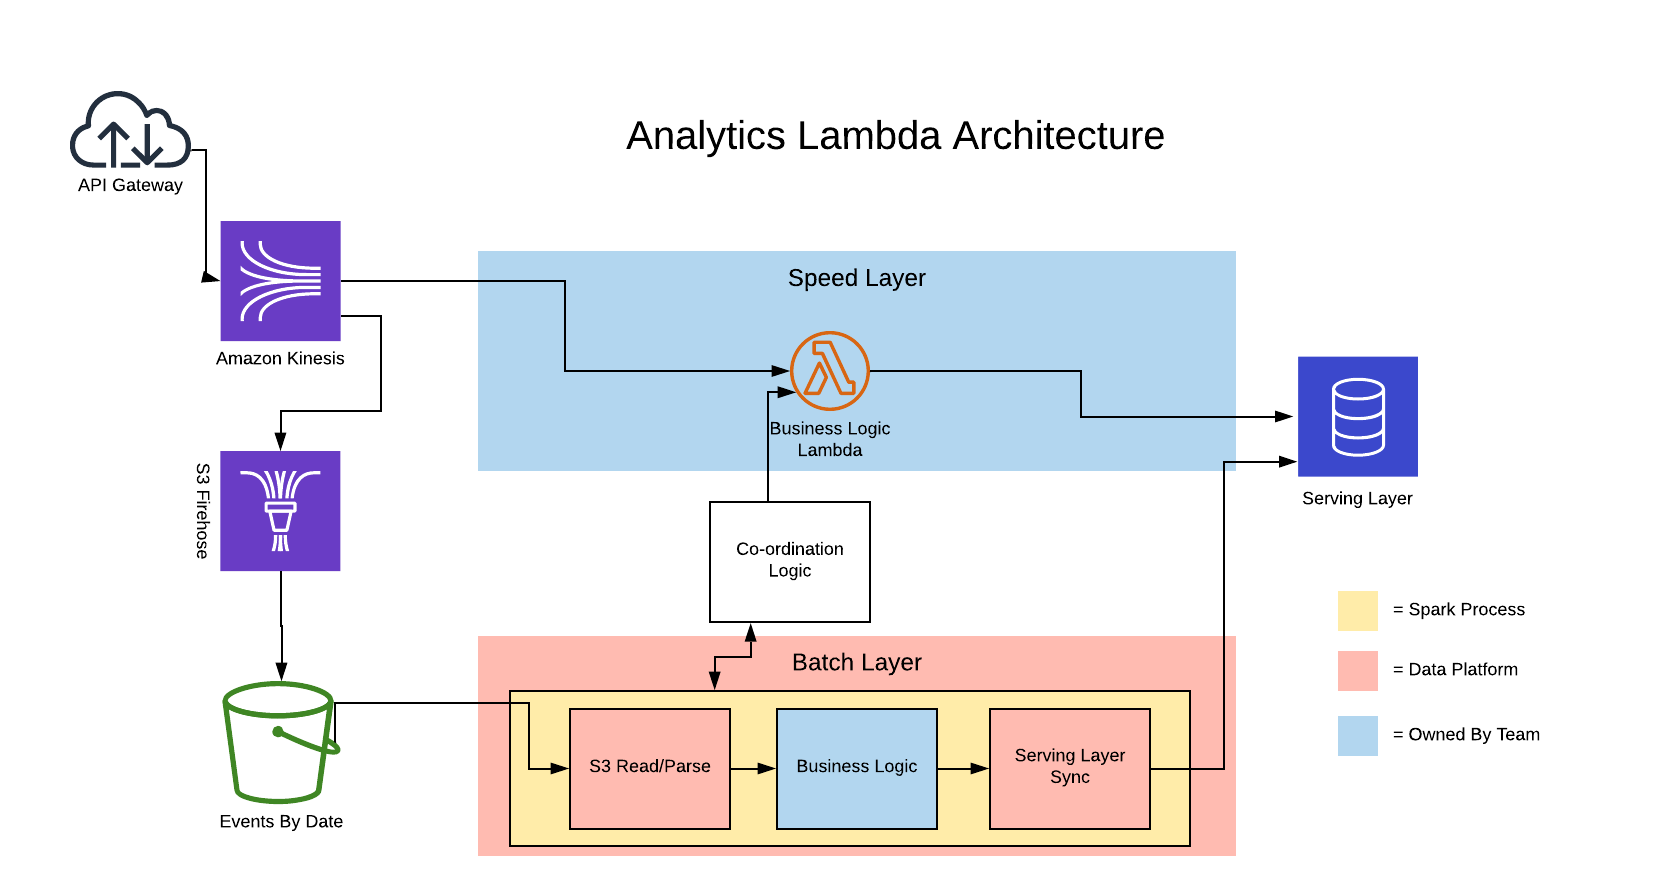 Analytics Lambda Architecture
API Gateway
Amazon Kinesis
S3 Firehose
Events By Date
Speed Layer
Business Logic
Lambda
Co-ordination
Logic
Batch Layer
S3 Read/Parse
Business Logic
Serving Layer
Sync
Serving Layer
= Spark Process
= Data Platform
= Owned By Team